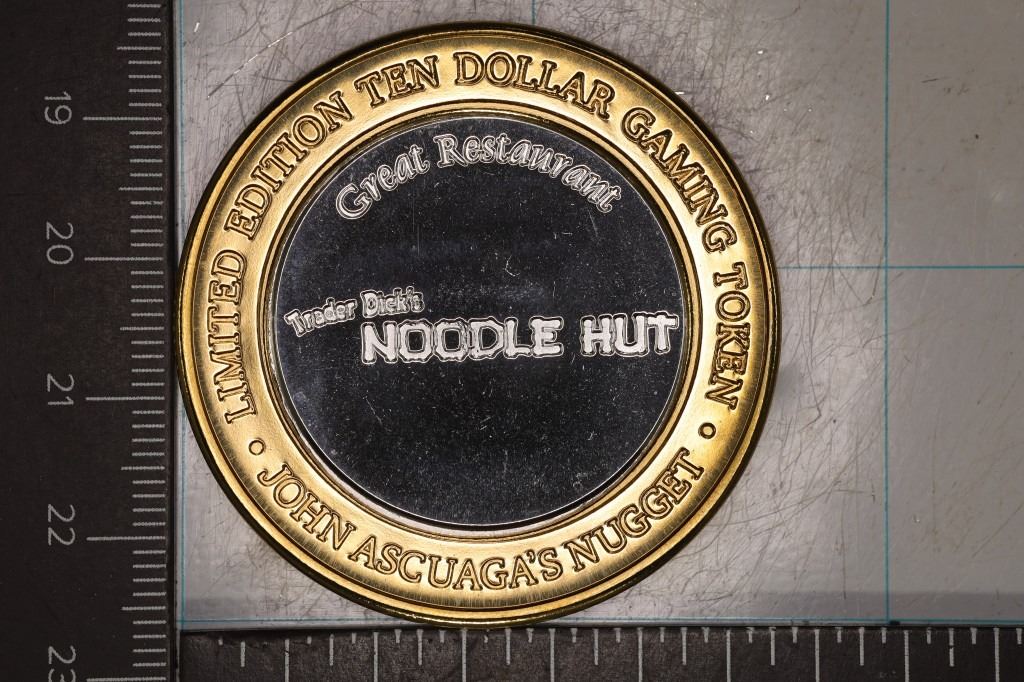 LIMITED EDITION TEN DOLLAR GAMING TOKEN
Great Restaurant
Trader Dick's
NOODLE HUT
• JOHN ASCUAGA'S NUGGET •
19
20
21
22
23